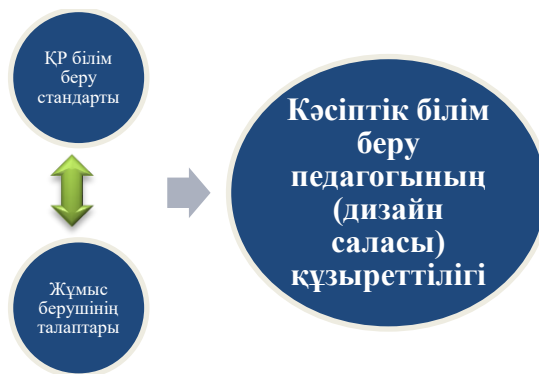 ҚР білім
беру
стандарты
Жұмыс
берушінің
талаптары
Кәсіптік білім
беру
педагогының
(дизайн
саласы)
құзыреттілігі